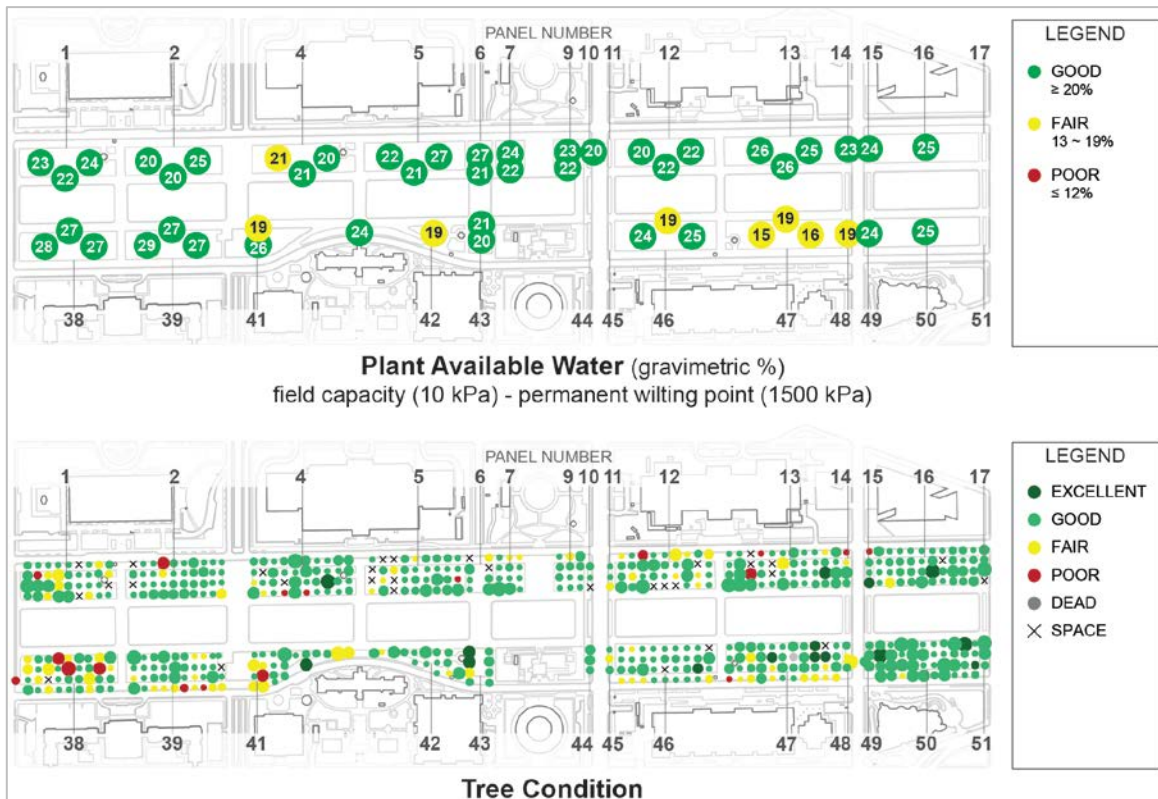 PANEL NUMBER
1 2 4 5 6 7 9 10 11 12 13 14 15 16 17
23 24 20 25 21 20 22 27 27 24 23 20 20 22 26 25 23 24 25
22 20 21 21 21 22 22 22 26
27 27 19 24 19 21 19 19
28 27 29 27 26 20 24 25 15 16 19 24 25
38 39 41 42 43 44 45 46 47 48 49 50 51
LEGEND
GOOD
≥ 20%
FAIR
13 ~ 19%
POOR
≤ 12%
Plant Available Water (gravimetric %)
field capacity (10 kPa) - permanent wilting point (1500 kPa)
PANEL NUMBER
1 2 4 5 6 7 9 10 11 12 13 14 15 16 17
38 39 41 42 43 44 45 46 47 48 49 50 51
LEGEND
EXCELLENT
GOOD
FAIR
POOR
DEAD
SPACE
Tree Condition